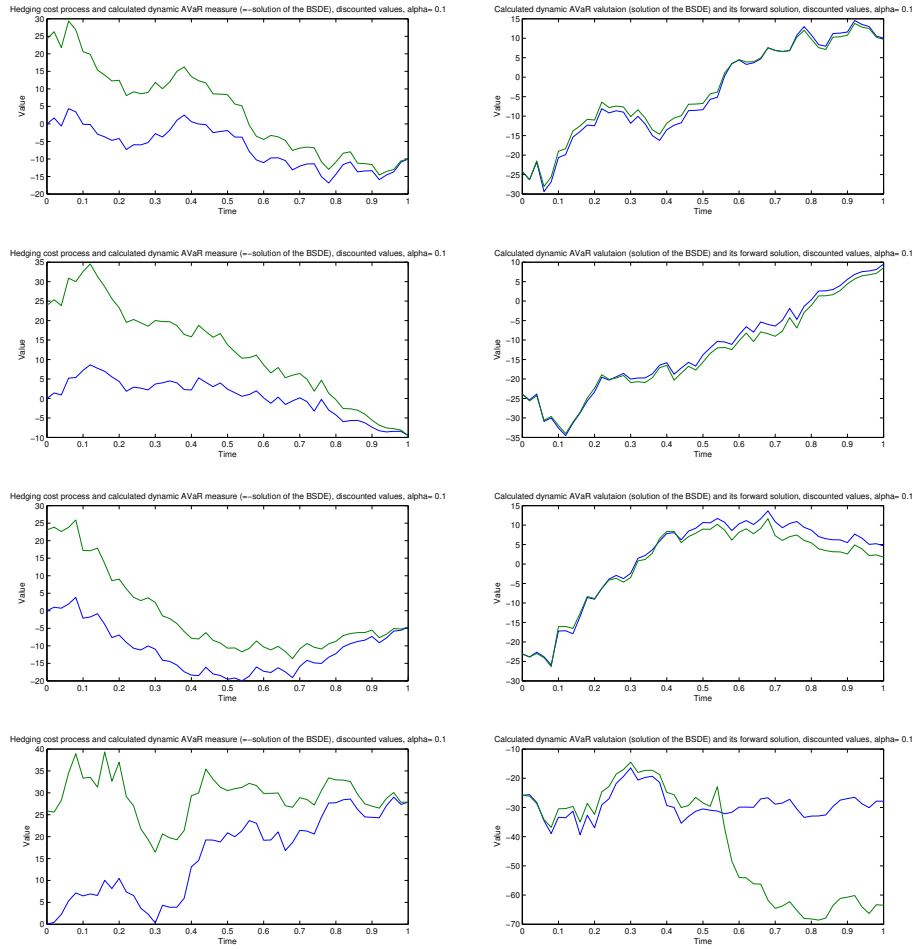 Hedging cost process and calculated dynamic AVaR measure (=−solution of the BSDE), discounted values, alpha= 0.1
30
25
20
15
10
5
0
−5
−10
−15
−20
Value
0 0.1 0.2 0.3 0.4 0.5 0.6 0.7 0.8 0.9 1
Time
Calculated dynamic AVaR valutaion (solution of the BSDE) and its forward solution, discounted values, alpha= 0.1
15
10
5
0
−5
−10
−15
−20
−25
−30
Value
0 0.1 0.2 0.3 0.4 0.5 0.6 0.7 0.8 0.9 1
Time
Hedging cost process and calculated dynamic AVaR measure (=−solution of the BSDE), discounted values, alpha= 0.1
35
30
25
20
15
10
5
0
−5
−10
Value
0 0.1 0.2 0.3 0.4 0.5 0.6 0.7 0.8 0.9 1
Time
Calculated dynamic AVaR valutaion (solution of the BSDE) and its forward solution, discounted values, alpha= 0.1
10
5
0
−5
−10
−15
−20
−25
−30
−35
Value
0 0.1 0.2 0.3 0.4 0.5 0.6 0.7 0.8 0.9 1
Time
Hedging cost process and calculated dynamic AVaR measure (=−solution of the BSDE), discounted values, alpha= 0.1
30
25
20
15
10
5
0
−5
−10
−15
−20
Value
0 0.1 0.2 0.3 0.4 0.5 0.6 0.7 0.8 0.9 1
Time
Calculated dynamic AVaR valutaion (solution of the BSDE) and its forward solution, discounted values, alpha= 0.1
15
10
5
0
−5
−10
−15
−20
−25
−30
Value
0 0.1 0.2 0.3 0.4 0.5 0.6 0.7 0.8 0.9 1
Time
Hedging cost process and calculated dynamic AVaR measure (=−solution of the BSDE), discounted values, alpha= 0.1
40
35
30
25
20
15
10
5
0
Value
0 0.1 0.2 0.3 0.4 0.5 0.6 0.7 0.8 0.9 1
Time
Calculated dynamic AVaR valutaion (solution of the BSDE) and its forward solution, discounted values, alpha= 0.1
−10
−20
−30
−40
−50
−60
−70
Value
0 0.1 0.2 0.3 0.4 0.5 0.6 0.7 0.8 0.9 1
Time